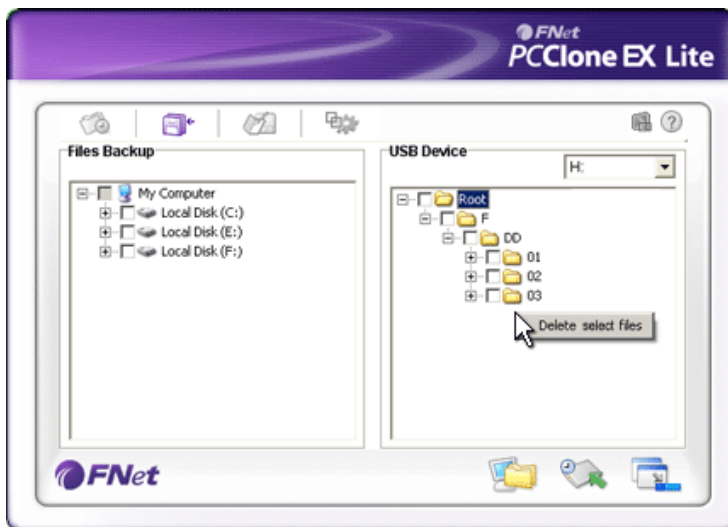 FNet
PCClone EX Lite
Files Backup
My Computer
Local Disk (C:)
Local Disk (E:)
Local Disk (F:)
USB Device
H:
Root
F
DD
01
02
03
Delete select files
FNet